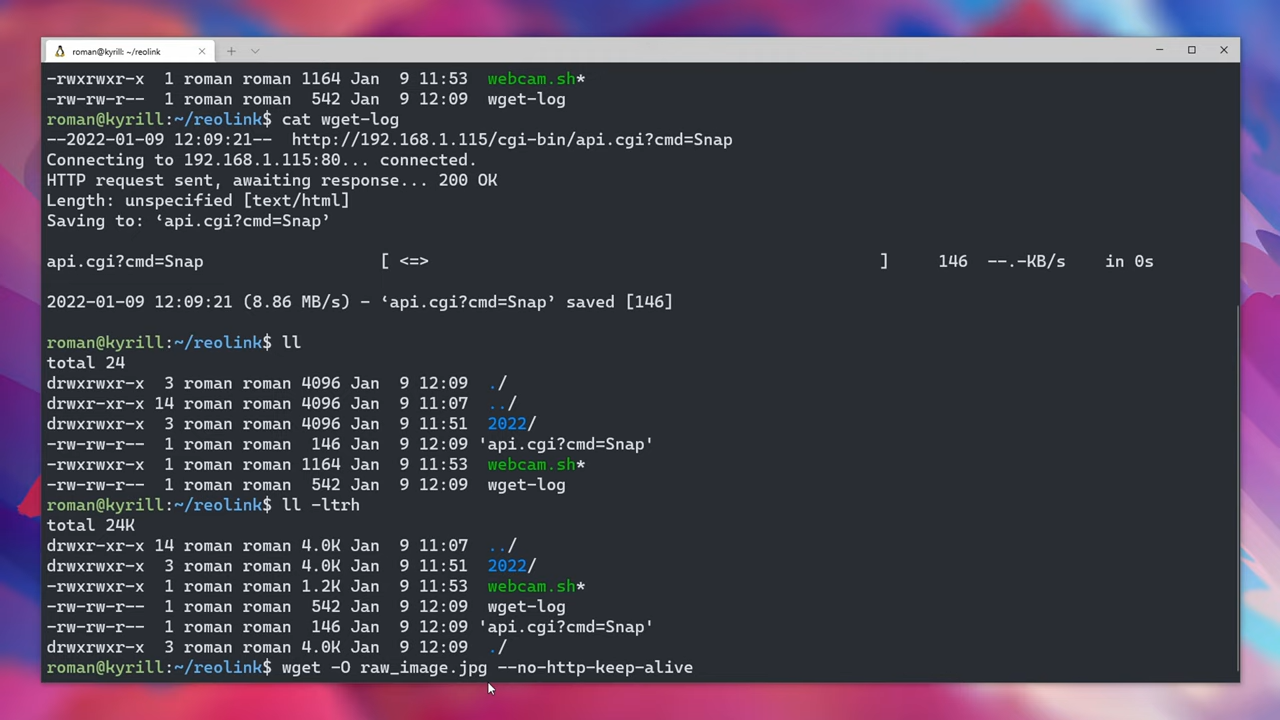 roman@kyrill: ~/reolink
-rwxrwxr-x  1 roman roman 1164 Jan  9 11:53  webcam.sh*
-rw-rw-r--  1 roman roman  542 Jan  9 12:09  wget-log
roman@kyrill:~/reolink$ cat wget-log
--2022-01-09 12:09:21--  http://192.168.1.115/cgi-bin/api.cgi?cmd=Snap
Connecting to 192.168.1.115:80... connected.
HTTP request sent, awaiting response... 200 OK
Length: unspecified [text/html]
Saving to: ‘api.cgi?cmd=Snap’
api.cgi?cmd=Snap                  [ <=>                                              ]     146  --.-KB/s    in 0s
2022-01-09 12:09:21 (8.86 MB/s) - ‘api.cgi?cmd=Snap’ saved [146]
roman@kyrill:~/reolink$ ll
total 24
drwxrwxr-x  3 roman roman 4096 Jan  9 12:09  ./
drwxr-xr-x 14 roman roman 4096 Jan  9 11:07  ../
drwxrwxr-x  3 roman roman 4096 Jan  9 11:51  2022/
-rw-rw-r--  1 roman roman  146 Jan  9 12:09 'api.cgi?cmd=Snap'
-rwxrwxr-x  1 roman roman 1164 Jan  9 11:53  webcam.sh*
-rw-rw-r--  1 roman roman  542 Jan  9 12:09  wget-log
roman@kyrill:~/reolink$ ll -ltrh
total 24K
drwxr-xr-x 14 roman roman 4.0K Jan  9 11:07  ../
drwxrwxr-x  3 roman roman 4.0K Jan  9 11:51  2022/
-rwxrwxr-x  1 roman roman 1.2K Jan  9 11:53  webcam.sh*
-rw-rw-r--  1 roman roman  542 Jan  9 12:09  wget-log
-rw-rw-r--  1 roman roman  146 Jan  9 12:09 'api.cgi?cmd=Snap'
drwxrwxr-x  3 roman roman 4.0K Jan  9 12:09  ./
roman@kyrill:~/reolink$ wget -O raw_image.jpg --no-http-keep-alive